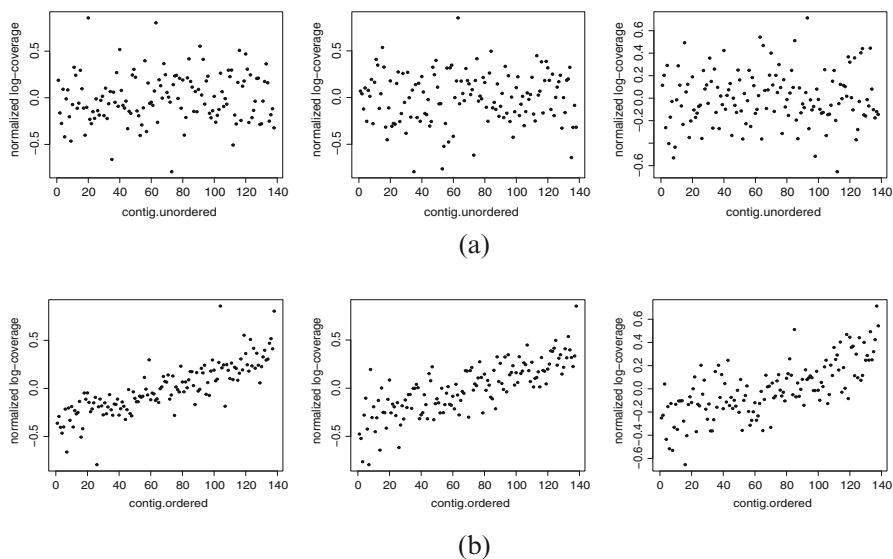 normalized log-coverage
−0.5 0.0 0.5
0 20 40 60 80 100 120 140
contig.unordered
normalized log-coverage
−0.5 0.0 0.5
0 20 40 60 80 100 120 140
contig.unordered
normalized log-coverage
−0.6 −0.2 0.0 0.2 0.4 0.6
0 20 40 60 80 100 120 140
contig.unordered
(a)
normalized log-coverage
−0.5 0.0 0.5
0 20 40 60 80 100 120 140
contig.ordered
normalized log-coverage
−0.5 0.0 0.5
0 20 40 60 80 100 120 140
contig.ordered
normalized log-coverage
−0.6 −0.4 −0.2 0.0 0.2 0.4 0.6
0 20 40 60 80 100 120 140
contig.ordered
(b)